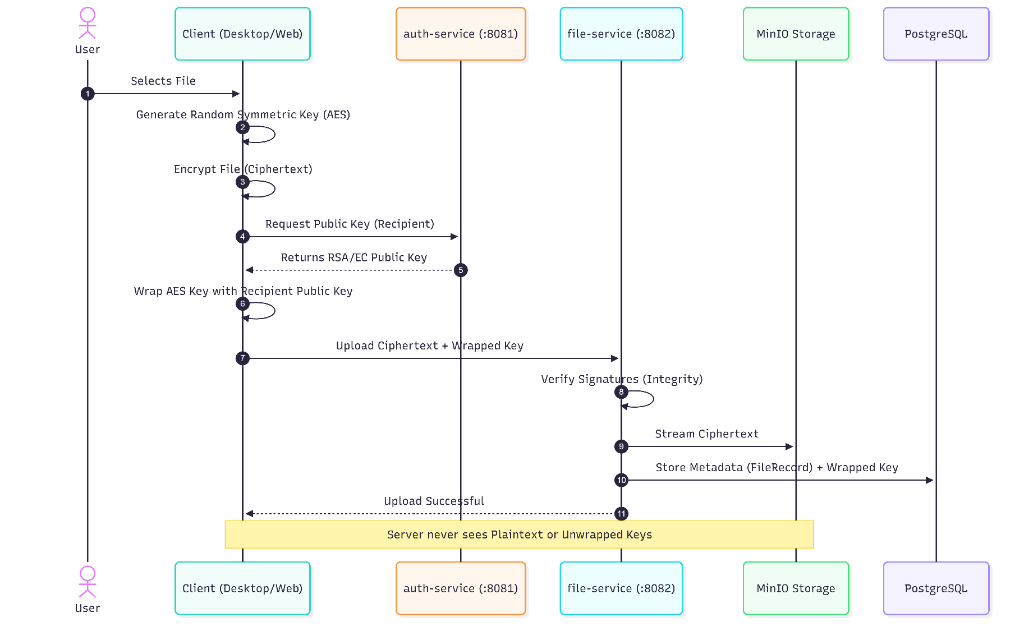 User
Client (Desktop/Web)
auth-service (:8081)
file-service (:8082)
MinIO Storage
PostgreSQL
1
Selects File
Generate Random Symmetric Key (AES)
2
Encrypt File (Ciphertext)
3
Request Public Key (Recipient)
4
Returns RSA/EC Public Key
5
Wrap AES Key with Recipient Public Key
6
Upload Ciphertext + Wrapped Key
7
Verify Signatures (Integrity)
8
Stream Ciphertext
9
Store Metadata (FileRecord) + Wrapped Key
10
Upload Successful
11
Server never sees Plaintext or Unwrapped Keys
User
Client (Desktop/Web)
auth-service (:8081)
file-service (:8082)
MinIO Storage
PostgreSQL